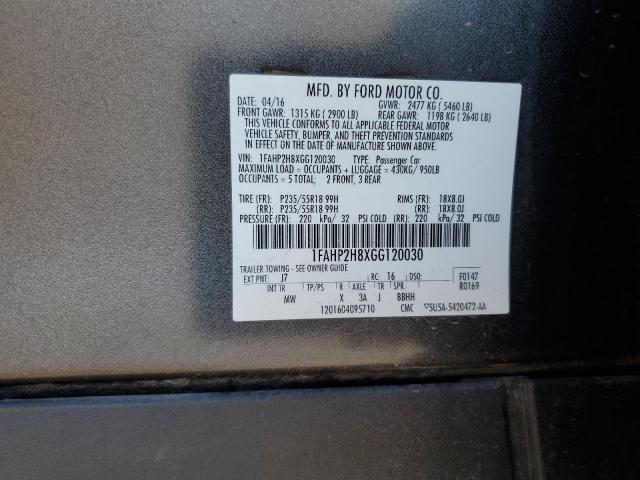 MFD. BY FORD MOTOR CO.
DATE: 04/16 GVWR: 2477 KG ( 5460 LB)
FRONT GAWR: 1315 KG ( 2900 LB) REAR GAWR: 1198 KG ( 2640 LB)
THIS VEHICLE CONFORMS TO ALL APPLICABLE FEDERAL MOTOR
VEHICLE SAFETY, BUMPER, AND THEFT PREVENTION STANDARDS
IN EFFECT ON THE DATE OF MANUFACTURE SHOWN ABOVE.
VIN: 1FAHP2H8XGG120030 TYPE: Passenger Car
MAXIMUM LOAD = OCCUPANTS + LUGGAGE = 430KG/ 950LB
OCCUPANTS = 5 TOTAL; 2 FRONT, 3 REAR
TIRE (FR): P235/55R18 99H RIMS (FR): 18X8.0J
(RR): P235/55R18 99H (RR): 18X8.0J
PRESSURE (FR): 220 kPa/ 32 PSI COLD (RR): 220 kPa/ 32 PSI COLD
1FAHP2H8XGG120030
TRAILER TOWING - SEE OWNER GUIDE
EXT PNT: J7 RC: 16 DSO: F0147
R0169
INT TR TP/PS R AXLE TR SPR
MW X 3A J BBHH
1201604095710 CMC 5U5A-5420472-AA